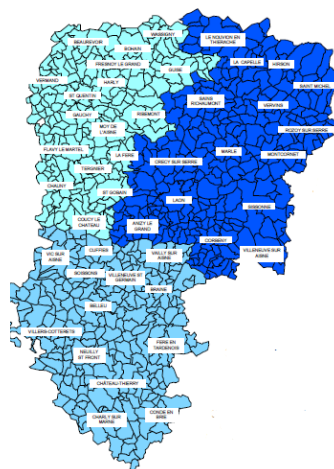 WASSIGNY
LE NOUVION EN
THIERACHE
BEAUREVOIR
BOHAIN
FRESNOY LE GRAND
GUISE
LA CAPELLE
HIRSON
VERMAND
HARLY
SAINT MICHEL
ST QUENTIN
SAINS
RICHAUMONT
VERVINS
GAUCHY
RIBEMONT
ROZOY SUR SERRE
MOY DE
L'AISNE
FLAVY LE MARTEL
LA FERE
MARLE
MONTCORNET
CRECY SUR SERRE
TERGNIER
CHAUNY
ST GOBAIN
LAON
SISSONNE
COUCY LE
CHATEAU
ANIZY LE
GRAND
CORBENY
CUFFIES
VIC SUR
AISNE
VAILLY SUR
AISNE
VILLENEUVE SUR
AISNE
SOISSONS
VILLENEUVE ST
GERMAIN
BRAINE
BELLEU
VILLERS-COTTERETS
FERE EN
TARDENOIS
NEUILLY
ST FRONT
CHÂTEAU-THIERRY
CHARLY SUR
MARNE
CONDE EN
BRIE